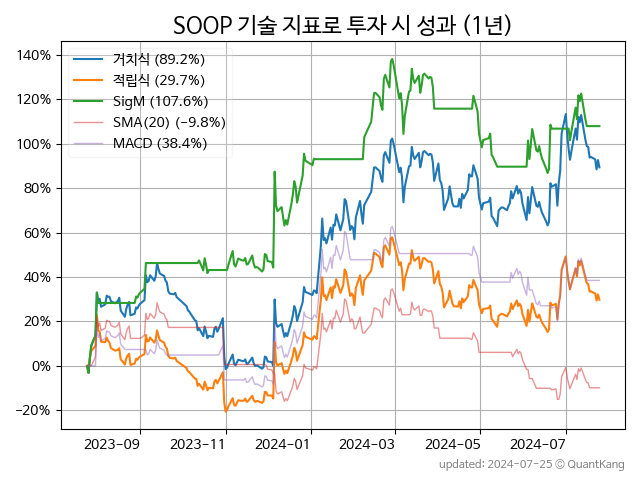 SOOP 기술 지표로 투자 시 성과 (1년)
거치식 (89.2%)
적립식 (29.7%)
SigM (107.6%)
SMA(20) (−9.8%)
MACD (38.4%)
140%
120%
100%
80%
60%
40%
20%
0%
−20%
2023-09
2023-11
2024-01
2024-03
2024-05
2024-07
updated: 2024-07-25 © QuantKang